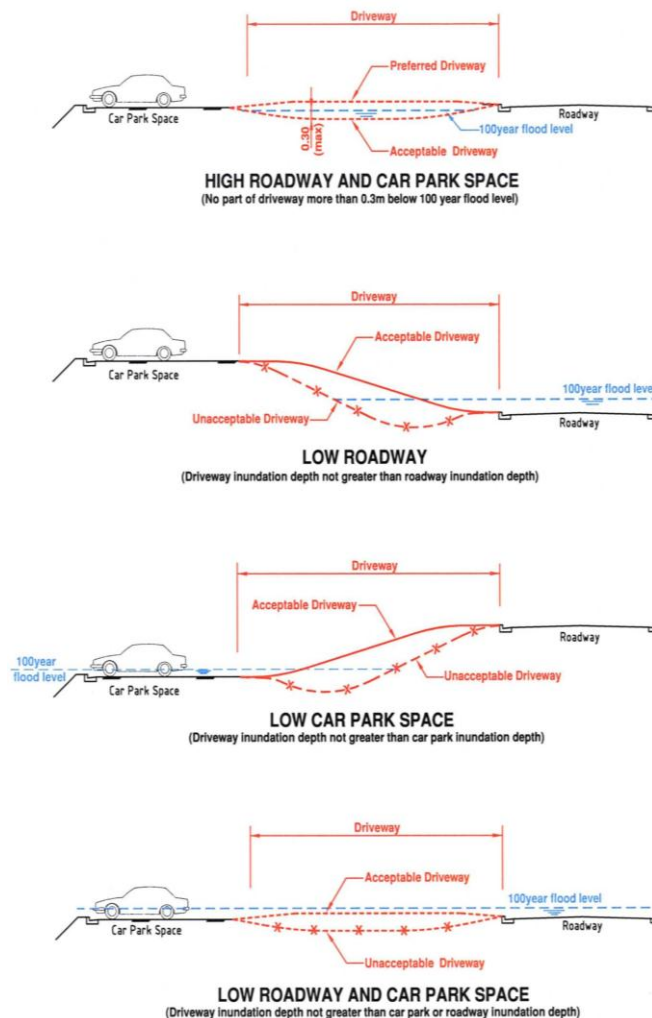 Driveway
Preferred Driveway
Car Park Space
Roadway
0.30
(max)
100year flood level
Acceptable Driveway
HIGH ROADWAY AND CAR PARK SPACE
(No part of driveway more than 0.3m below 100 year flood level)
Driveway
Acceptable Driveway
Car Park Space
100year flood level
Unacceptable Driveway
Roadway
LOW ROADWAY
(Driveway inundation depth not greater than roadway inundation depth)
Driveway
Acceptable Driveway
Roadway
100year
flood level
Unacceptable Driveway
Car Park Space
LOW CAR PARK SPACE
(Driveway inundation depth not greater than car park inundation depth)
Driveway
Acceptable Driveway
100year flood level
Car Park Space
Roadway
Unacceptable Driveway
LOW ROADWAY AND CAR PARK SPACE
(Driveway inundation depth not greater than car park or roadway inundation depth)